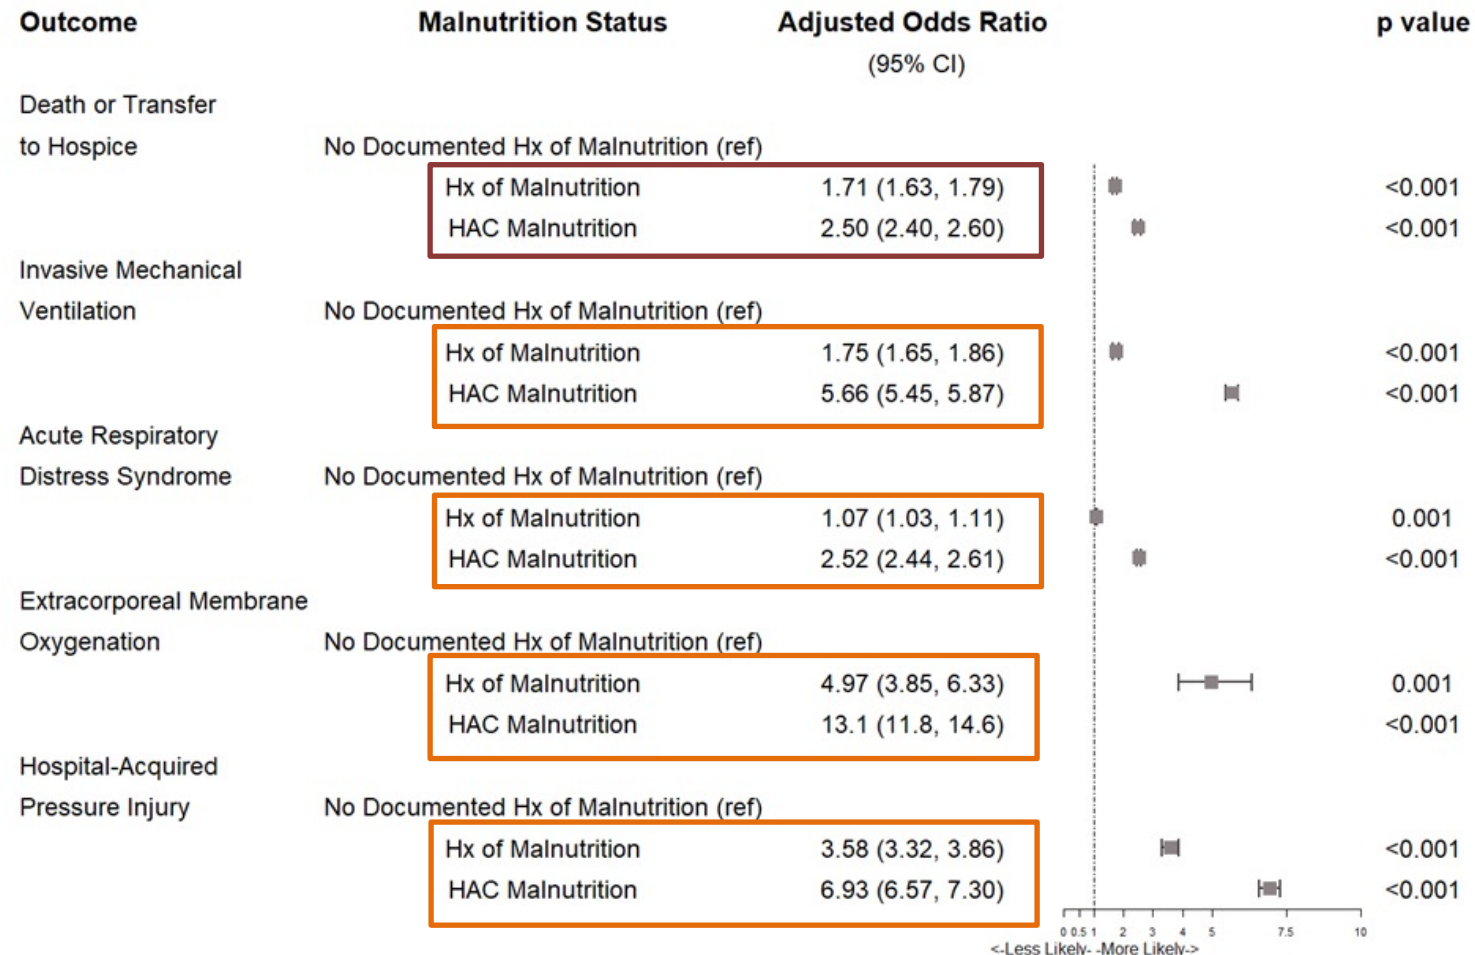 Outcome Malnutrition Status Adjusted Odds Ratio p value
(95% CI)
Death or Transfer
to Hospice No Documented Hx of Malnutrition (ref)
Hx of Malnutrition 1.71 (1.63, 1.79) <0.001
HAC Malnutrition 2.50 (2.40, 2.60) <0.001
Invasive Mechanical
Ventilation No Documented Hx of Malnutrition (ref)
Hx of Malnutrition 1.75 (1.65, 1.86) <0.001
HAC Malnutrition 5.66 (5.45, 5.87) <0.001
Acute Respiratory
Distress Syndrome No Documented Hx of Malnutrition (ref)
Hx of Malnutrition 1.07 (1.03, 1.11) 0.001
HAC Malnutrition 2.52 (2.44, 2.61) <0.001
Extracorporeal Membrane
Oxygenation No Documented Hx of Malnutrition (ref)
Hx of Malnutrition 4.97 (3.85, 6.33) 0.001
HAC Malnutrition 13.1 (11.8, 14.6) <0.001
Hospital-Acquired
Pressure Injury No Documented Hx of Malnutrition (ref)
Hx of Malnutrition 3.58 (3.32, 3.86) <0.001
HAC Malnutrition 6.93 (6.57, 7.30) <0.001
0 0.5 1 2 3 4 5 7.5 10
<-Less Likely- -More Likely->